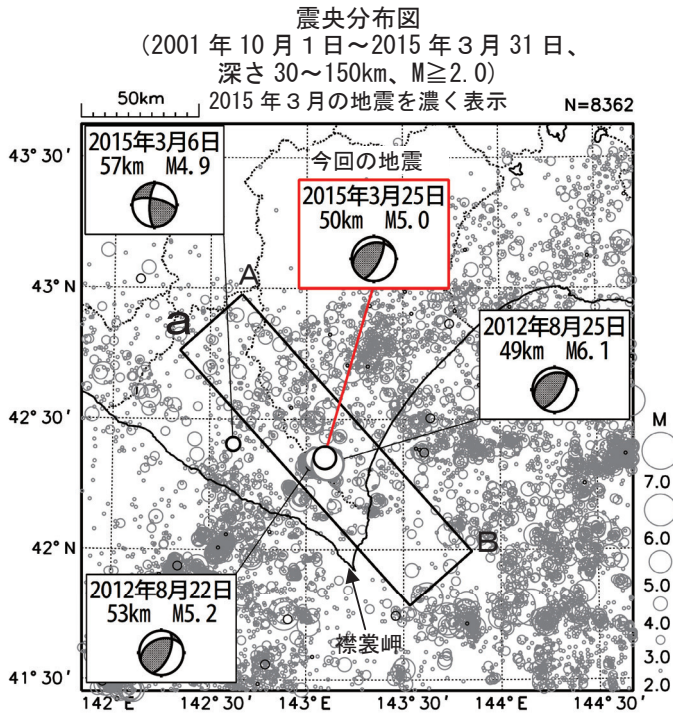 震央分布図
(2001年10月1日～2015年3月31日、
深さ30～150km、M≧2.0)
2015年3月の地震を濃く表示
50km
N=8362
43°30′
43°N
42°30′
42°N
41°30′
142°E
142°30′
143°E
143°30′
144°E
144°30′
2015年3月6日
57km M4.9
今回の地震
2015年3月25日
50km M5.0
2012年8月25日
49km M6.1
2012年8月22日
53km M5.2
A
a
B
襟裳岬
M
7.0
6.0
5.0
4.0
3.0
2.0